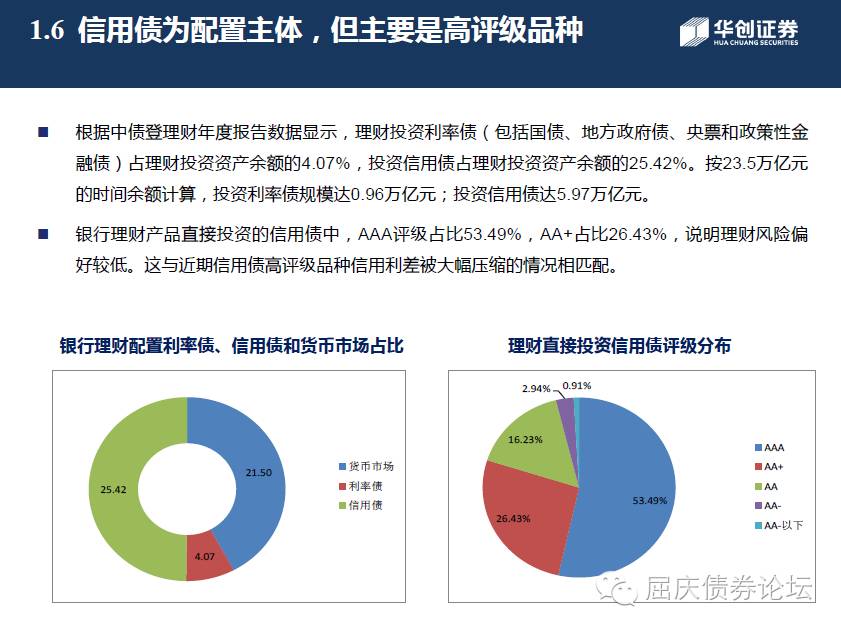 1.6 信用债为配置主体，但主要是高评级品种
华创证券
HUA CHUANG SECURITIES
根据中债登理财年度报告数据显示，理财投资利率债（包括国债、地方政府债、央票和政策性金
融债）占理财投资资产余额的4.07%，投资信用债占理财投资资产余额的25.42%。按23.5万亿元
的时间余额计算，投资利率债规模达0.96万亿元；投资信用债达5.97万亿元。
银行理财产品直接投资的信用债中，AAA评级占比53.49%，AA+占比26.43%，说明理财风险偏
好较低。这与近期信用债高评级品种信用利差被大幅压缩的情况相匹配。
银行理财配置利率债、信用债和货币市场占比
21.50
4.07
25.42
货币市场
利率债
信用债
理财直接投资信用债评级分布
2.94%
0.91%
16.23%
53.49%
26.43%
AAA
AA+
AA
AA-
AA-以下
屈庆债券论坛